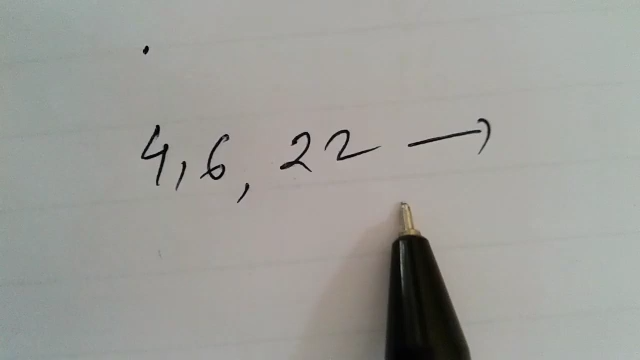 4, 6, 22 →